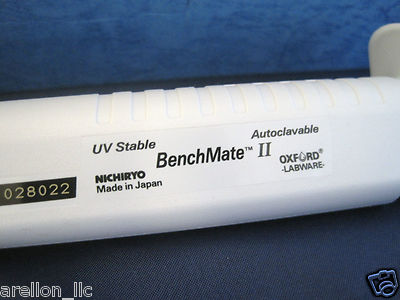 UV Stable
Autoclavable
BenchMate™ II
NICHIRYO
Made in Japan
OXFORD®
-LABWARE-
028022
arellon_llc